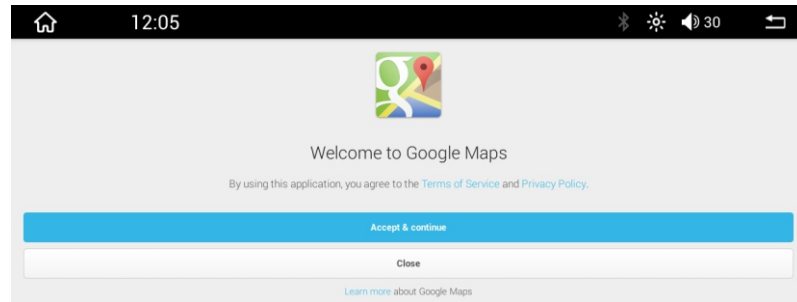 12:05 30
Welcome to Google Maps
By using this application, you agree to the Terms of Service and Privacy Policy.
Accept & continue
Close
Learn more about Google Maps